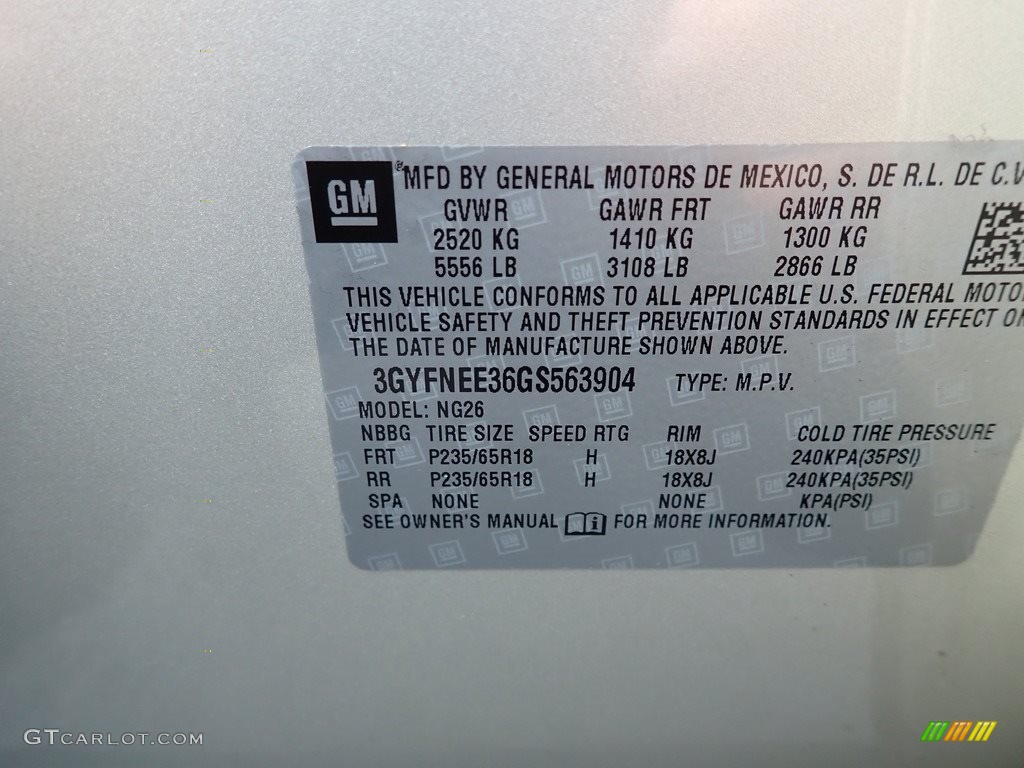 GM
® MFD BY GENERAL MOTORS DE MEXICO, S. DE R.L. DE C.V
GVWR GAWR FRT GAWR RR
2520 KG 1410 KG 1300 KG
5556 LB 3108 LB 2866 LB
THIS VEHICLE CONFORMS TO ALL APPLICABLE U.S. FEDERAL MOTO
VEHICLE SAFETY AND THEFT PREVENTION STANDARDS IN EFFECT ON
THE DATE OF MANUFACTURE SHOWN ABOVE.
3GYFNEE36GS563904 TYPE: M.P.V.
MODEL: NG26
NBBG TIRE SIZE SPEED RTG RIM COLD TIRE PRESSURE
FRT P235/65R18 H 18X8J 240KPA(35PSI)
RR P235/65R18 H 18X8J 240KPA(35PSI)
SPA NONE NONE KPA(PSI)
SEE OWNER'S MANUAL i FOR MORE INFORMATION.
GTCARLOT.COM